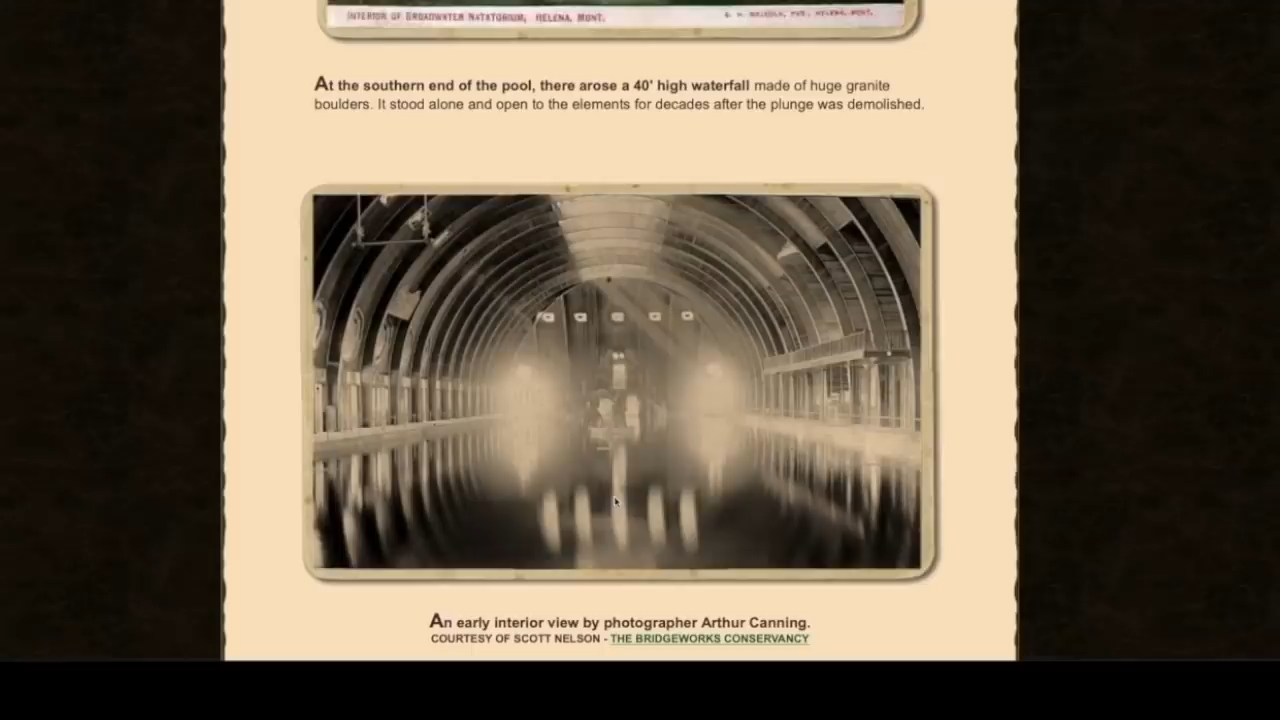 INTERIOR OF BROADWATER NATATORIUM, HELENA, MONT.
HELENA, MONT.
At the southern end of the pool, there arose a 40' high waterfall made of huge granite
boulders. It stood alone and open to the elements for decades after the plunge was demolished.
An early interior view by photographer Arthur Canning.
COURTESY OF SCOTT NELSON - THE BRIDGEWORKS CONSERVANCY